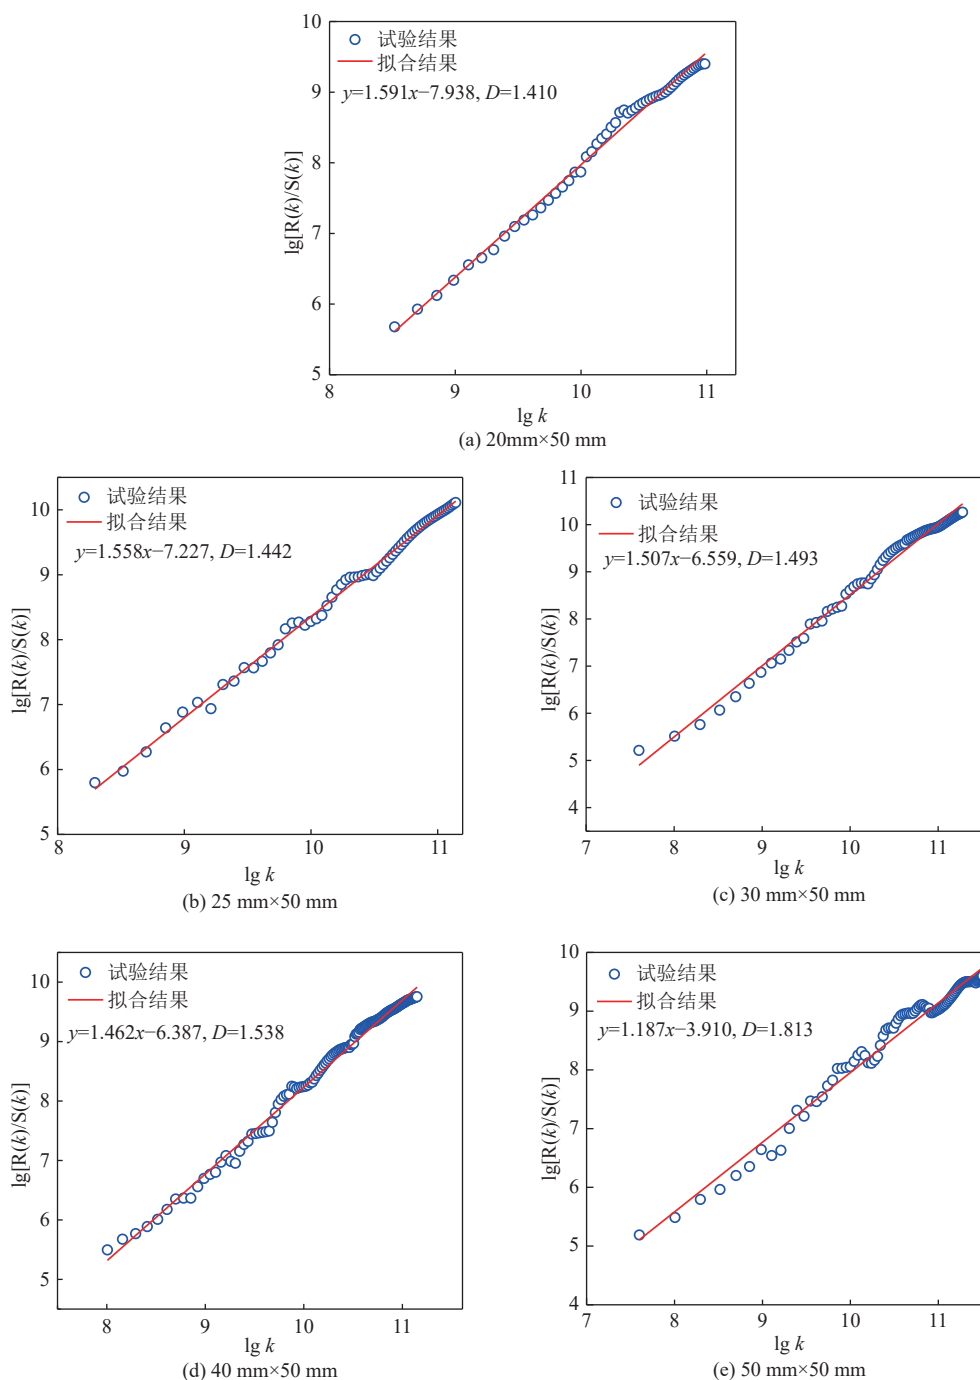 10
9
8
7
6
5
lg[R(k)/S(k)]
试验结果
拟合结果
y=1.591x−7.938, D=1.410
8 9 10 11
lg k
(a) 20mm×50 mm
10
9
8
7
6
5
lg[R(k)/S(k)]
试验结果
拟合结果
y=1.558x−7.227, D=1.442
8 9 10 11
lg k
(b) 25 mm×50 mm
11
10
9
8
7
6
5
4
lg[R(k)/S(k)]
试验结果
拟合结果
y=1.507x−6.559, D=1.493
7 8 9 10 11
lg k
(c) 30 mm×50 mm
10
9
8
7
6
5
lg[R(k)/S(k)]
试验结果
拟合结果
y=1.462x−6.387, D=1.538
8 9 10 11
lg k
(d) 40 mm×50 mm
10
9
8
7
6
5
4
lg[R(k)/S(k)]
试验结果
拟合结果
y=1.187x−3.910, D=1.813
7 8 9 10 11
lg k
(e) 50 mm×50 mm